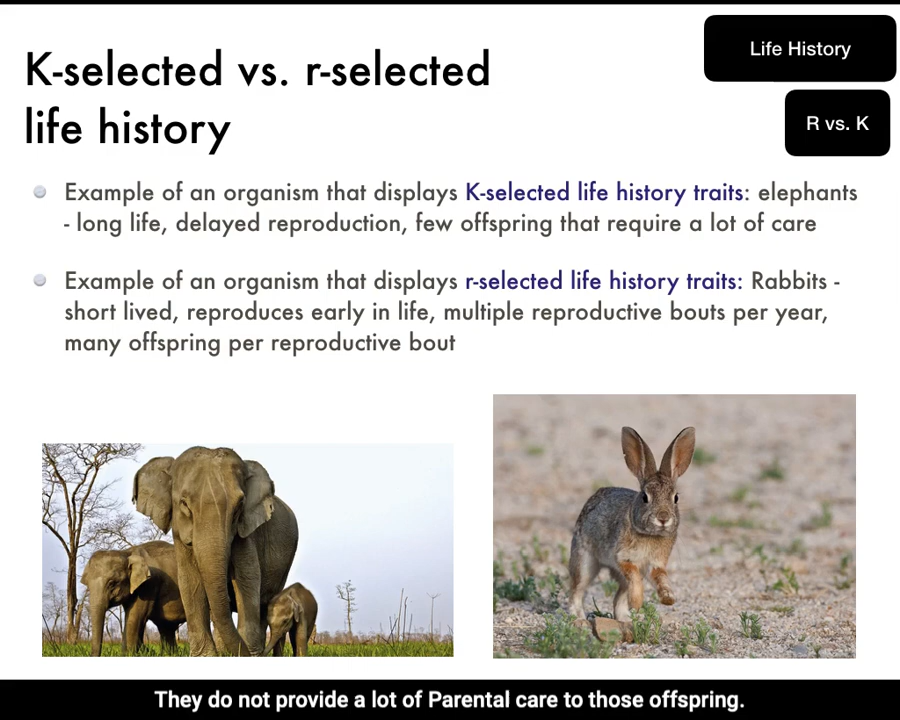 K-selected vs. r-selected
life history
Life History
R vs. K
Example of an organism that displays K-selected life history traits: elephants
- long life, delayed reproduction, few offspring that require a lot of care
Example of an organism that displays r-selected life history traits: Rabbits -
short lived, reproduces early in life, multiple reproductive bouts per year,
many offspring per reproductive bout
They do not provide a lot of Parental care to those offspring.